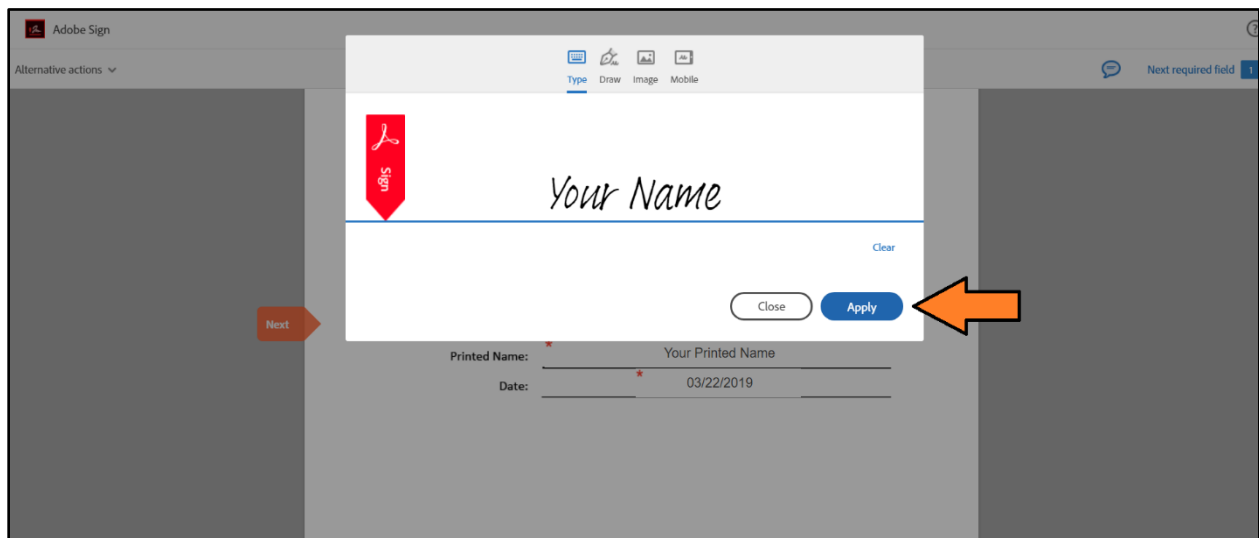 Adobe Sign
Alternative actions
Next required field 1
Type Draw Image Mobile
Sign
Your Name
Clear
Close Apply
Next
* Your Printed Name
Printed Name:
* 03/22/2019
Date: